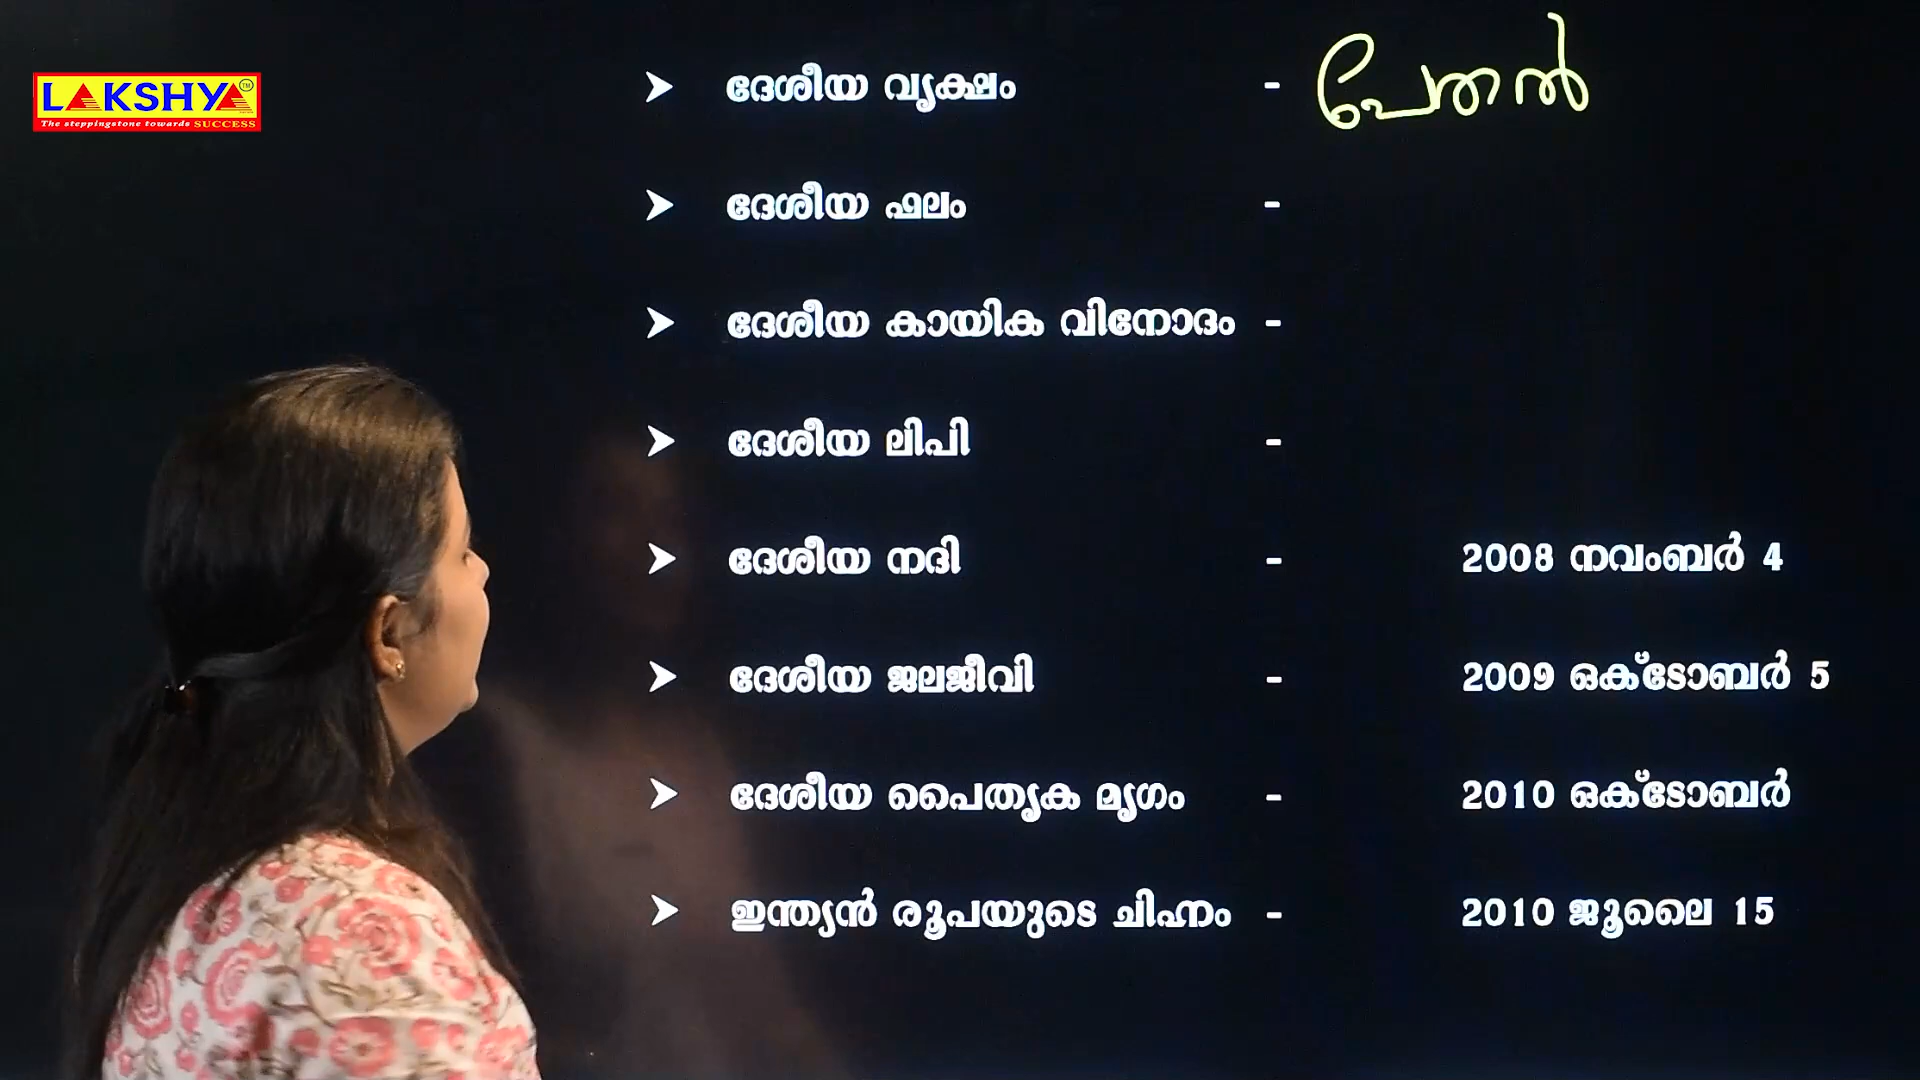 LAKSHYA™
The steppingstone towards SUCCESS
➤ ദേശീയ വൃക്ഷം - പേരാൽ
➤ ദേശീയ ഫലം -
➤ ദേശീയ കായിക വിനോദം -
➤ ദേശീയ ലിപി -
➤ ദേശീയ നദി - 2008 നവംബർ 4
➤ ദേശീയ ജലജീവി - 2009 ഒക്ടോബർ 5
➤ ദേശീയ പൈതൃക മൃഗം - 2010 ഒക്ടോബർ
➤ ഇന്ത്യൻ രൂപയുടെ ചിഹ്നം - 2010 ജൂലൈ 15